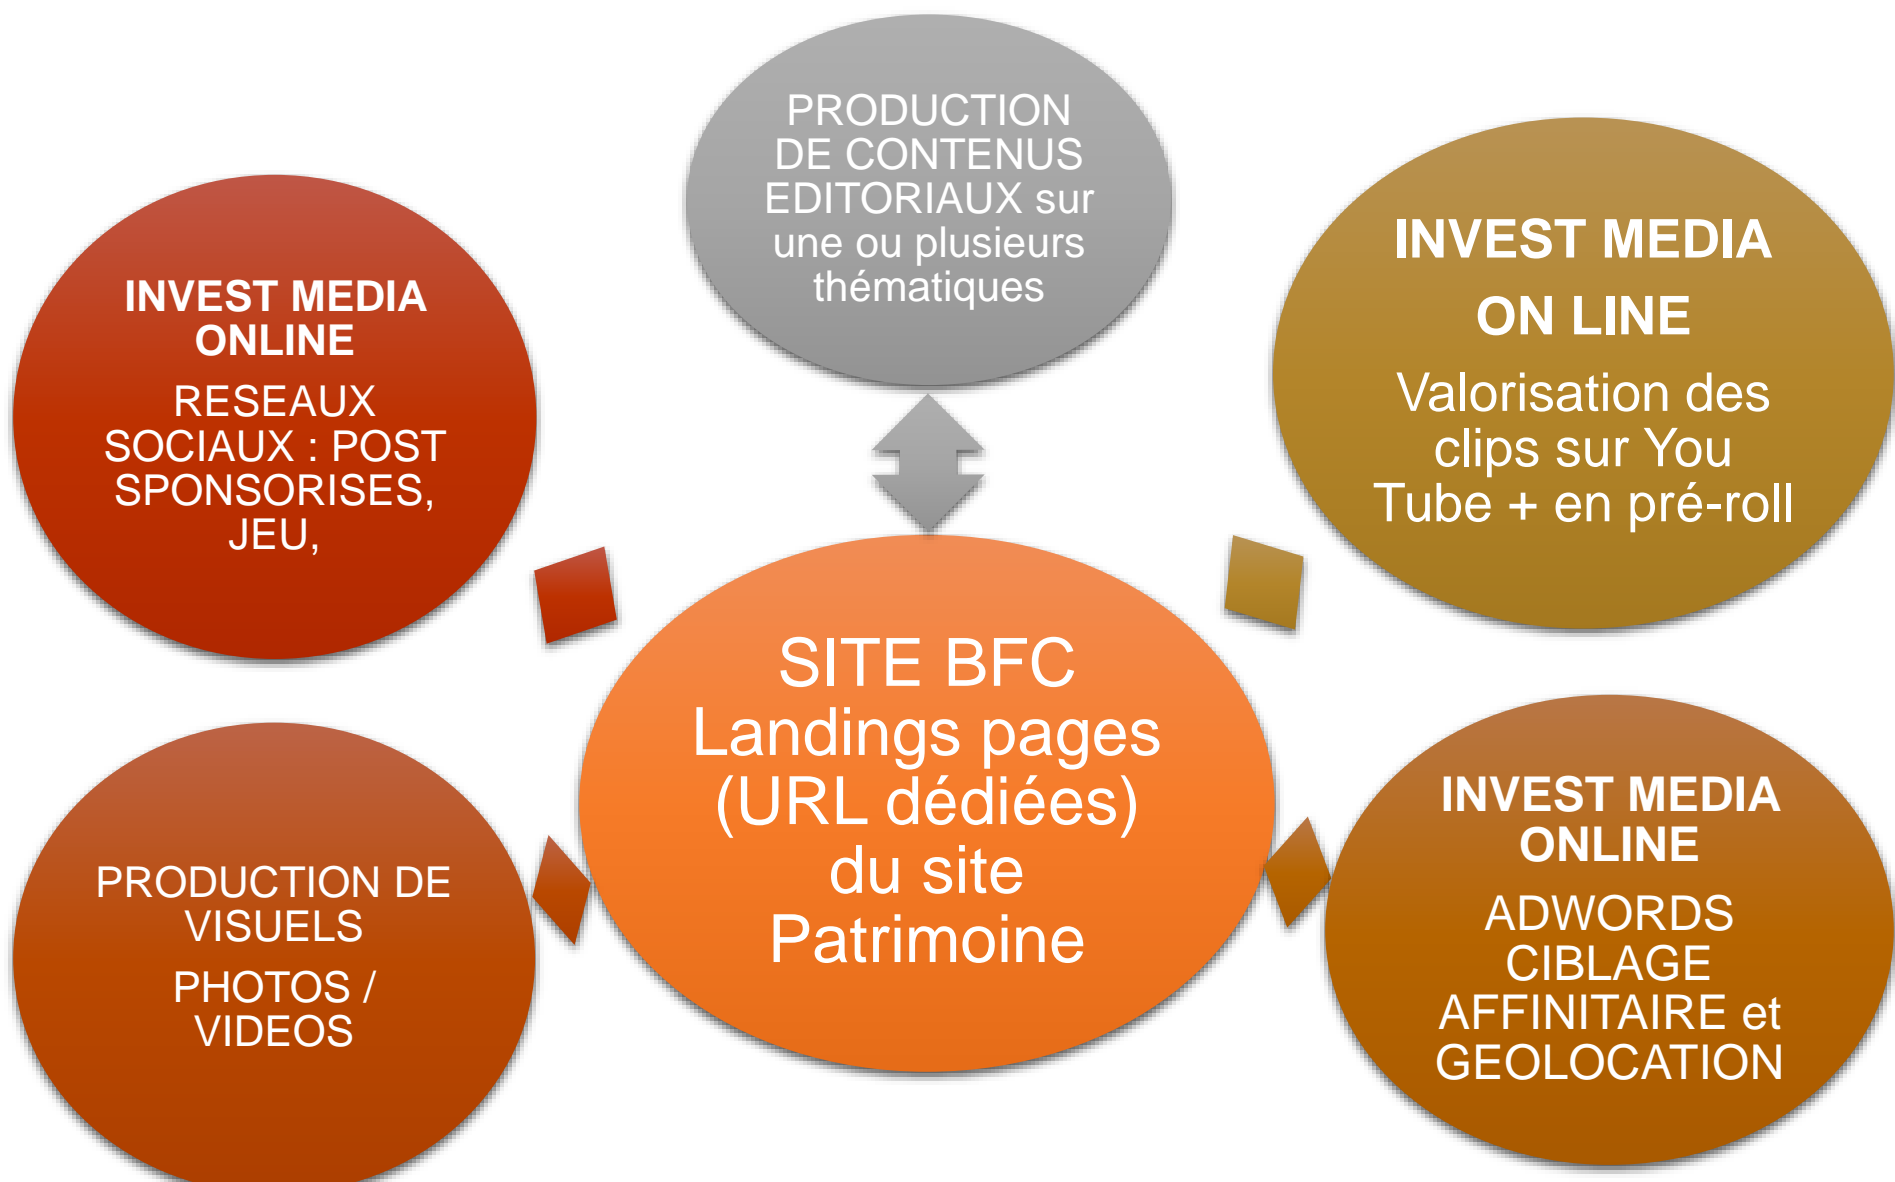 PRODUCTION
DE CONTENUS
EDITORIAUX sur
une ou plusieurs
thématiques
INVEST MEDIA
ONLINE
RESEAUX
SOCIAUX : POST
SPONSORISES,
JEU,
INVEST MEDIA
ON LINE
Valorisation des
clips sur You
Tube + en pré-roll
SITE BFC
Landings pages
(URL dédiées)
du site
Patrimoine
PRODUCTION DE
VISUELS
PHOTOS /
VIDEOS
INVEST MEDIA
ONLINE
ADWORDS
CIBLAGE
AFFINITAIRE et
GEOLOCATION